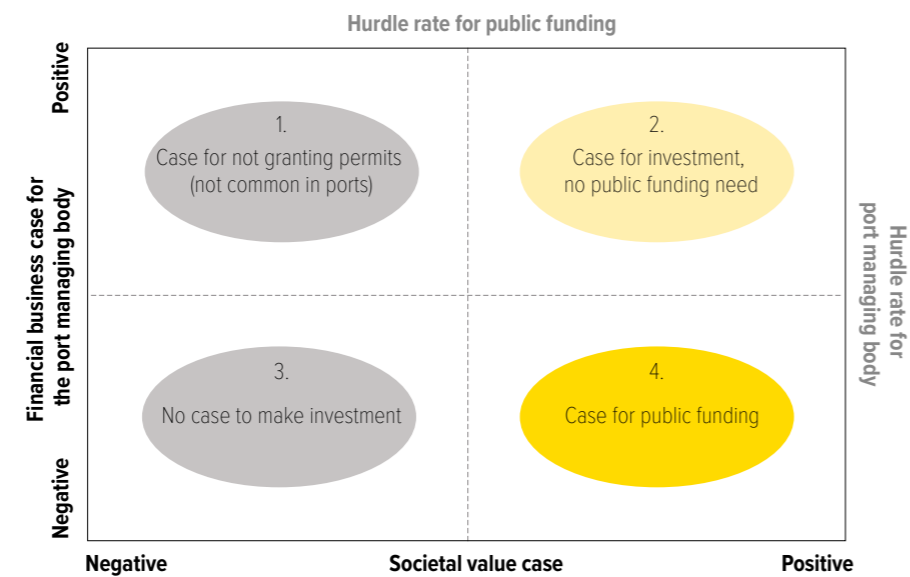 Hurdle rate for public funding
Positive
Financial business case for
the port managing body
Negative
1.
Case for not granting permits
(not common in ports)
2.
Case for investment,
no public funding need
3.
No case to make investment
4.
Case for public funding
Hurdle rate for
port managing body
Negative
Societal value case
Positive